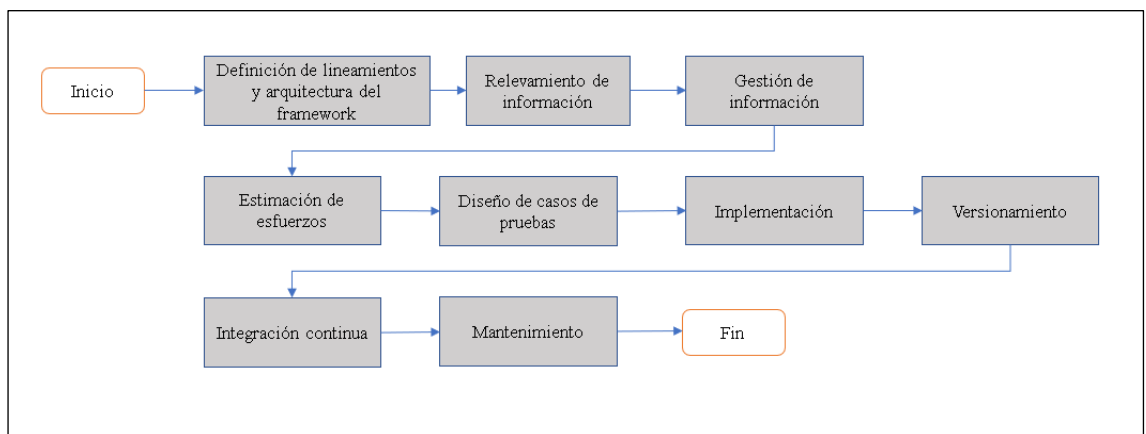 Inicio
Definición de lineamientos
y arquitectura del
framework
Relevamiento de
información
Gestión de
información
Estimación de
esfuerzos
Diseño de casos de
pruebas
Implementación
Versionamiento
Integración continua
Mantenimiento
Fin